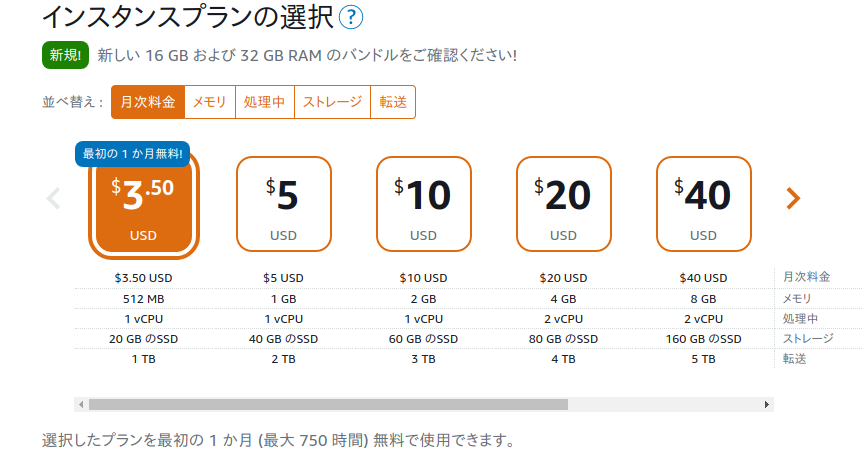 インスタンスプランの選択 ?
新規! 新しい 16 GB および 32 GB RAM のバンドルをご確認ください!
並べ替え : 月次料金 メモリ 処理中 ストレージ 転送
最初の 1 か月無料!
$3.50 $5 $10 $20 $40
USD USD USD USD USD
$3.50 USD $5 USD $10 USD $20 USD $40 USD 月次料金
512 MB 1 GB 2 GB 4 GB 8 GB メモリ
1 vCPU 1 vCPU 1 vCPU 2 vCPU 2 vCPU 処理中
20 GB のSSD 40 GB のSSD 60 GB のSSD 80 GB のSSD 160 GB のSSD ストレージ
1 TB 2 TB 3 TB 4 TB 5 TB 転送
選択したプランを最初の 1 か月 (最大 750 時間) 無料で使用できます。